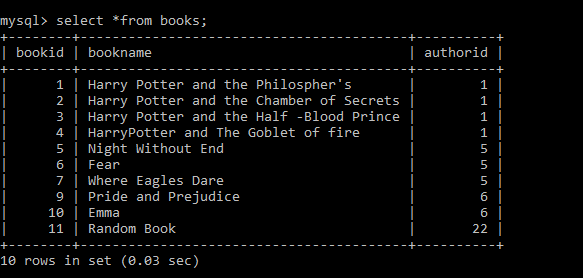 mysql> select *from books;
+--------+----------------------------------------+----------+
| bookid | bookname                               | authorid |
+--------+----------------------------------------+----------+
|      1 | Harry Potter and the Philospher's      |        1 |
|      2 | Harry Potter and the Chamber of Secrets |        1 |
|      3 | Harry Potter and the Half -Blood Prince |        1 |
|      4 | HarryPotter and The Goblet of fire     |        1 |
|      5 | Night Without End                      |        5 |
|      6 | Fear                                   |        5 |
|      7 | Where Eagles Dare                      |        5 |
|      9 | Pride and Prejudice                    |        6 |
|     10 | Emma                                   |        6 |
|     11 | Random Book                            |       22 |
+--------+----------------------------------------+----------+
10 rows in set (0.03 sec)